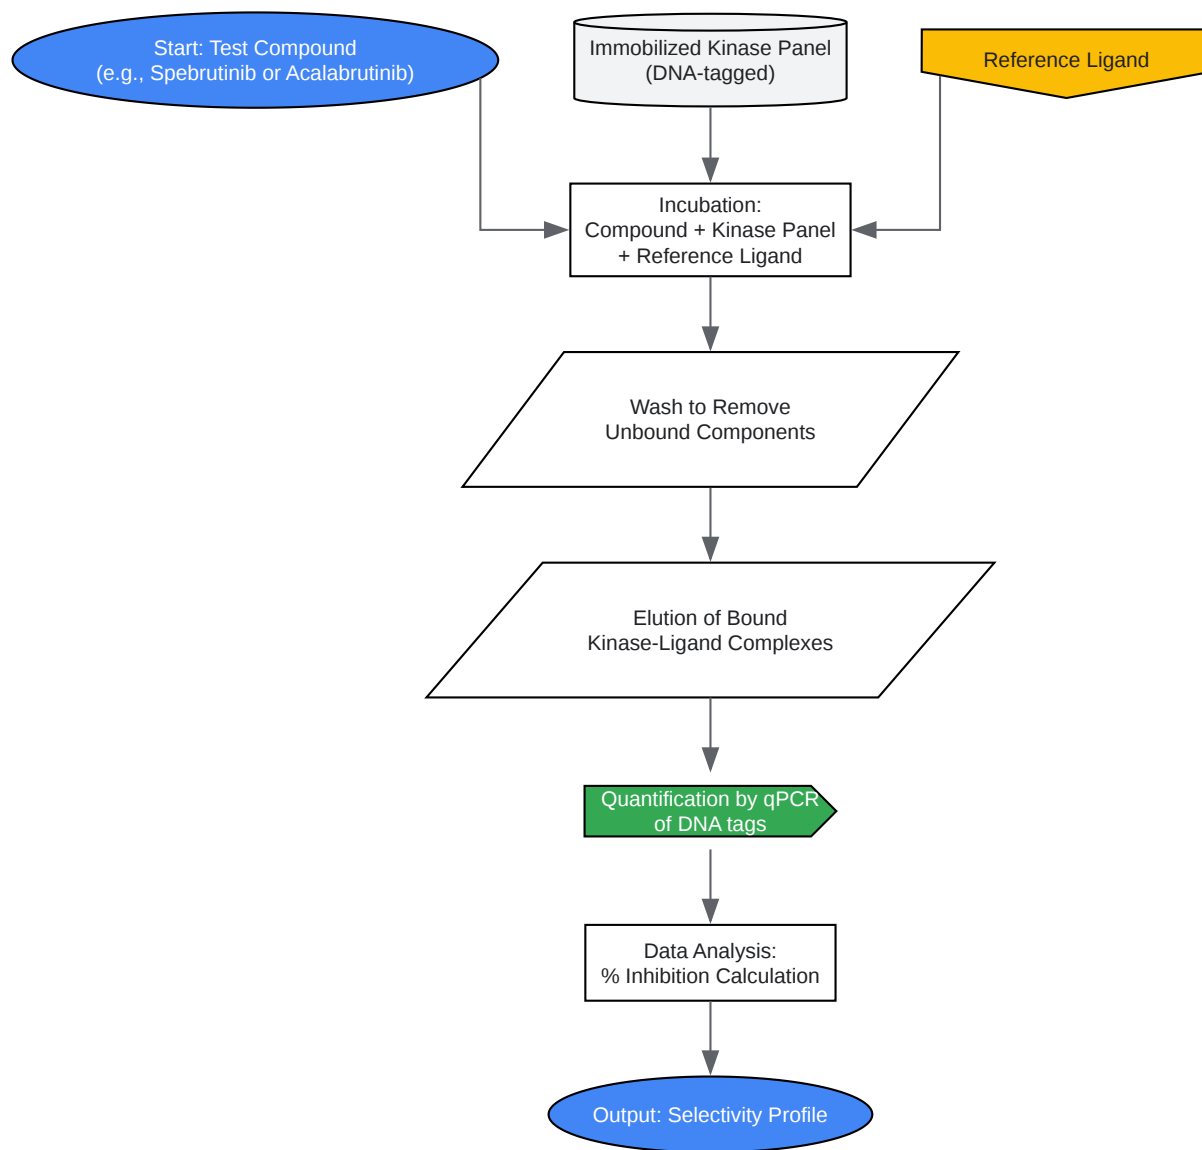 Start: Test Compound
(e.g., Spebrutinib or Acalabrutinib)
Immobilized Kinase Panel
(DNA-tagged)
Reference Ligand
Incubation:
Compound + Kinase Panel
+ Reference Ligand
Wash to Remove
Unbound Components
Elution of Bound
Kinase-Ligand Complexes
Quantification by qPCR
of DNA tags
Data Analysis:
% Inhibition Calculation
Output: Selectivity Profile